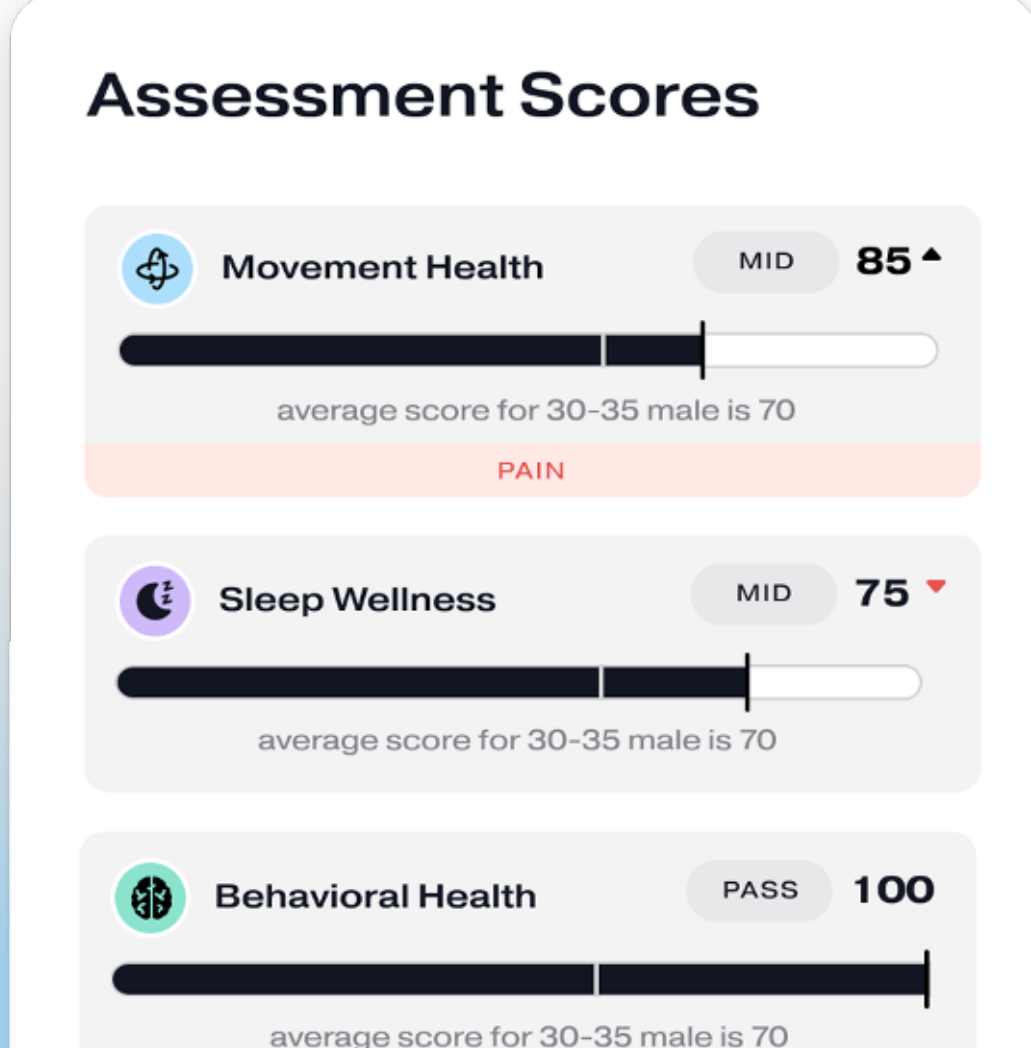 Assessment Scores
Movement Health MID 85
average score for 30-35 male is 70
PAIN
Sleep Wellness MID 75
average score for 30-35 male is 70
Behavioral Health PASS 100
average score for 30-35 male is 70